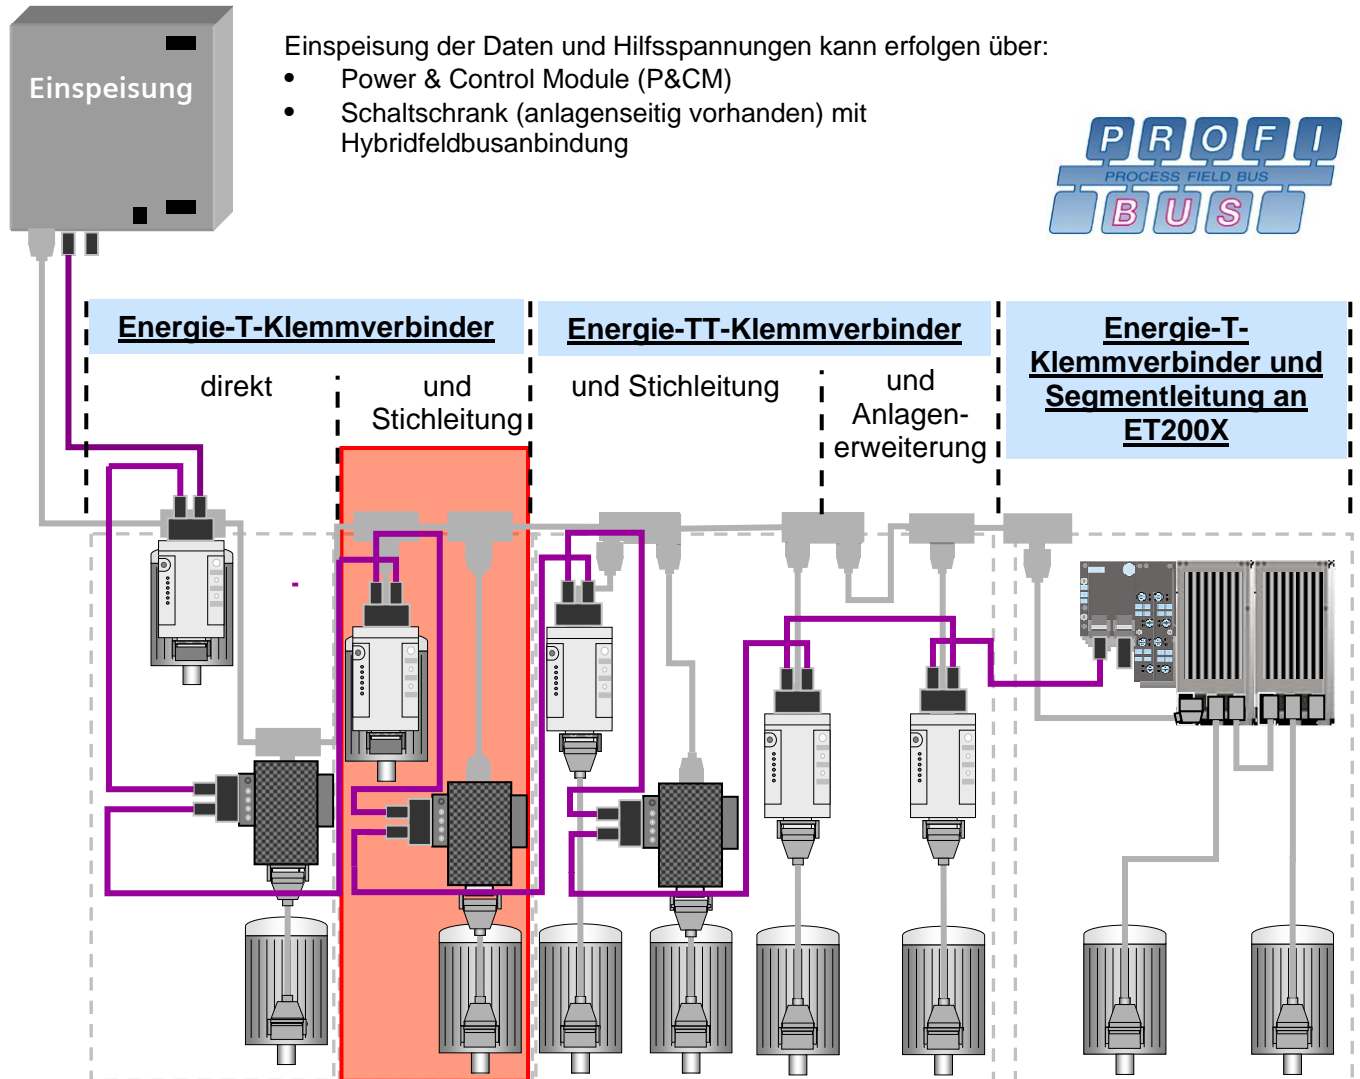 Einspeisung
Einspeisung der Daten und Hilfsspannungen kann erfolgen über:
• Power & Control Module (P&CM)
• Schaltschrank (anlagenseitig vorhanden) mit
Hybridfeldbusanbindung
PROFI
PROCESS FIELD BUS
BUS
Energie-T-Klemmverbinder
direkt
und
Stichleitung
Energie-TT-Klemmverbinder
und Stichleitung
und
Anlagen-
erweiterung
Energie-T-
Klemmverbinder und
Segmentleitung an
ET200X